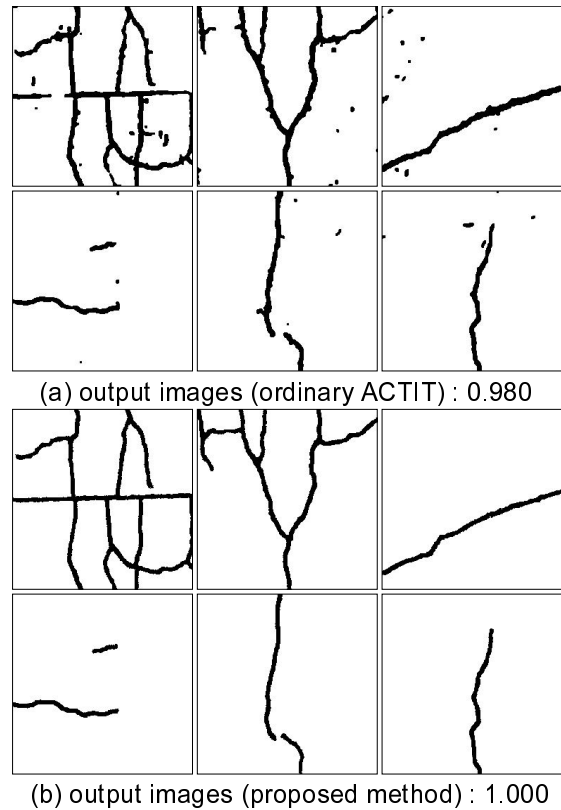 (a) output images (ordinary ACTIT) : 0.980
(b) output images (proposed method) : 1.000